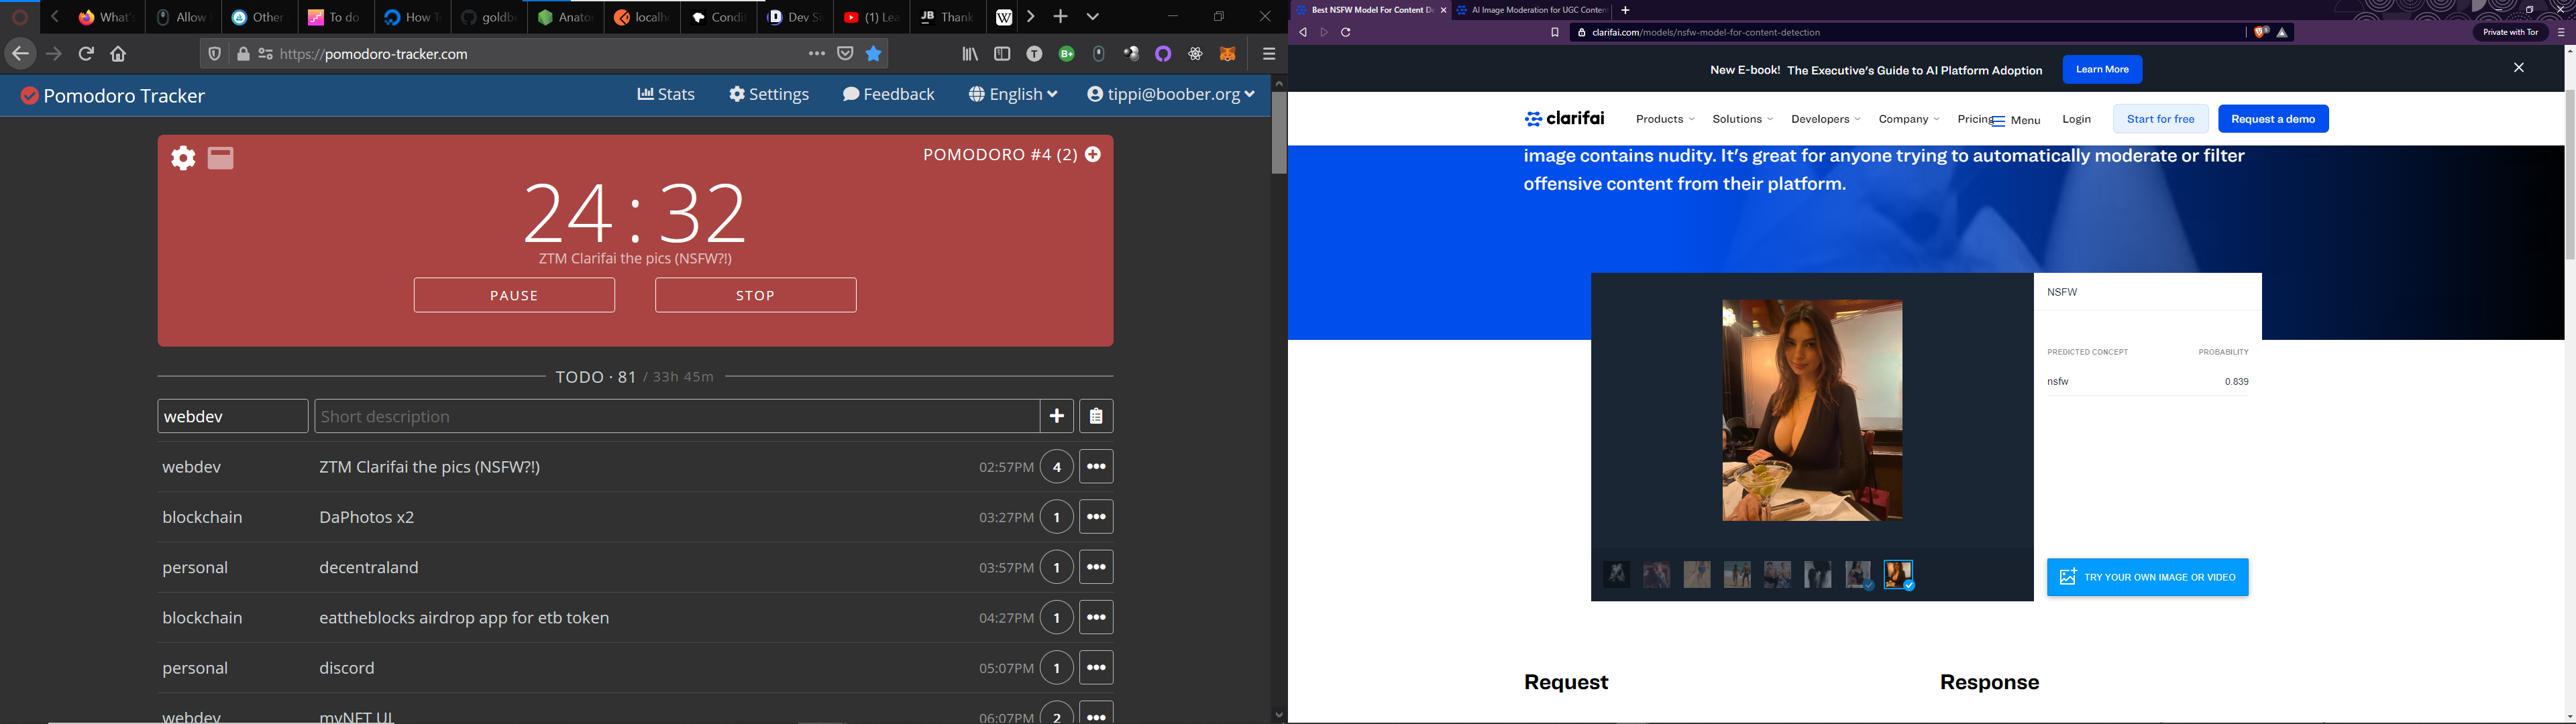 What's
Allow
Other
To do
How T
goldb
Anator
localh
Condit
Dev Si
(1) Lea
JB Thank
W
https://pomodoro-tracker.com
Pomodoro Tracker
Stats
Settings
Feedback
English
tippi@boober.org
POMODORO #4 (2)
24:32
ZTM Clarifai the pics (NSFW?!)
PAUSE
STOP
TODO · 81 / 33h 45m
webdev
Short description
webdev ZTM Clarifai the pics (NSFW?!) 02:57PM 4
blockchain DaPhotos x2 03:27PM 1
personal decentraland 03:57PM 1
blockchain eattheblocks airdrop app for etb token 04:27PM 1
personal discord 05:07PM 1
webdev myNFT UI 06:07PM 2
Best NSFW Model For Content De
AI Image Moderation for UGC Conten
clarifai.com/models/nsfw-model-for-content-detection
Private with Tor
New E-book! The Executive's Guide to AI Platform Adoption
Learn More
clarifai
Products
Solutions
Developers
Company
Pricing
Menu
Login
Start for free
Request a demo
image contains nudity. It's great for anyone trying to automatically moderate or filter
offensive content from their platform.
NSFW
PREDICTED CONCEPT PROBABILITY
nsfw 0.839
TRY YOUR OWN IMAGE OR VIDEO
Request
Response